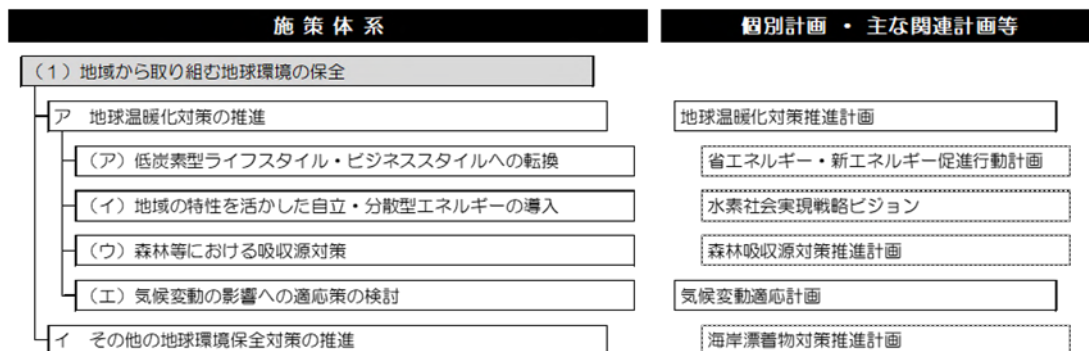 施策体系
個別計画 ・ 主な関連計画等
（1）地域から取り組む地球環境の保全
ア 地球温暖化対策の推進
地球温暖化対策推進計画
（ア）低炭素型ライフスタイル・ビジネススタイルへの転換
省エネルギー・新エネルギー促進行動計画
（イ）地域の特性を活かした自立・分散型エネルギーの導入
水素社会実現戦略ビジョン
（ウ）森林等における吸収源対策
森林吸収源対策推進計画
（エ）気候変動の影響への適応策の検討
気候変動適応計画
イ その他の地球環境保全対策の推進
海岸漂着物対策推進計画